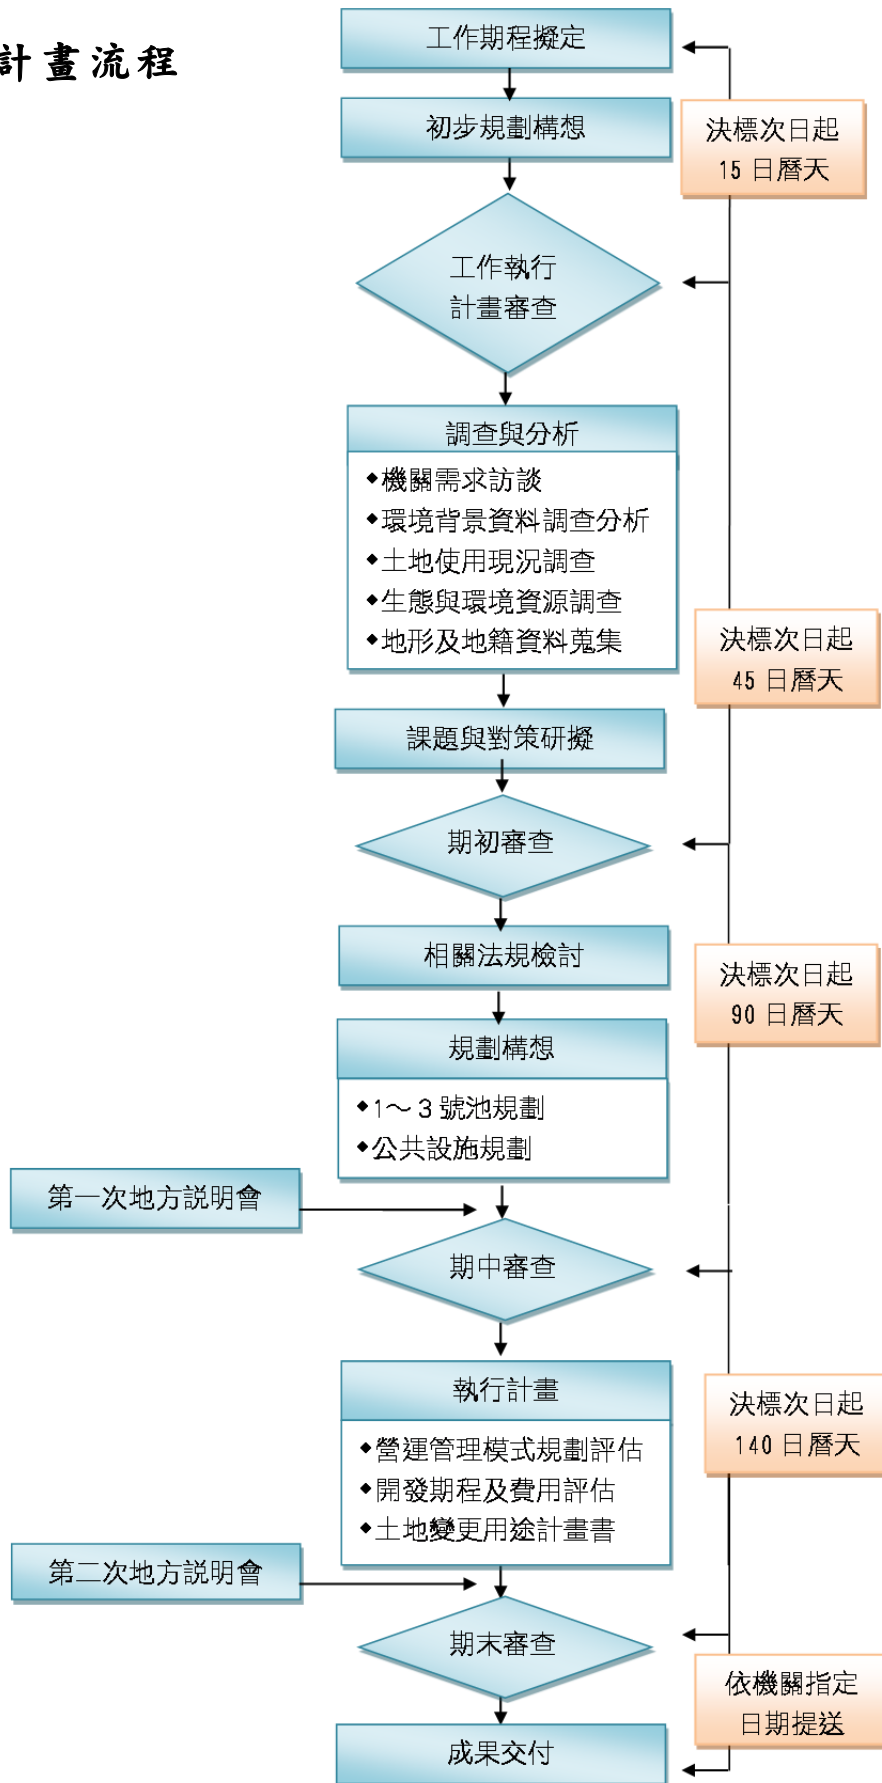 計畫流程
工作期程擬定
初步規劃構想
決標次日起
15 日曆天
工作執行
計畫審查
調查與分析
◆機關需求訪談
◆環境背景資料調查分析
◆土地使用現況調查
◆生態與環境資源調查
◆地形及地籍資料蒐集
決標次日起
45 日曆天
課題與對策研擬
期初審查
相關法規檢討
決標次日起
90 日曆天
規劃構想
◆1～3 號池規劃
◆公共設施規劃
第一次地方說明會
期中審查
執行計畫
◆營運管理模式規劃評估
◆開發期程及費用評估
◆土地變更用途計畫書
決標次日起
140 日曆天
第二次地方說明會
期末審查
依機關指定
日期提送
成果交付